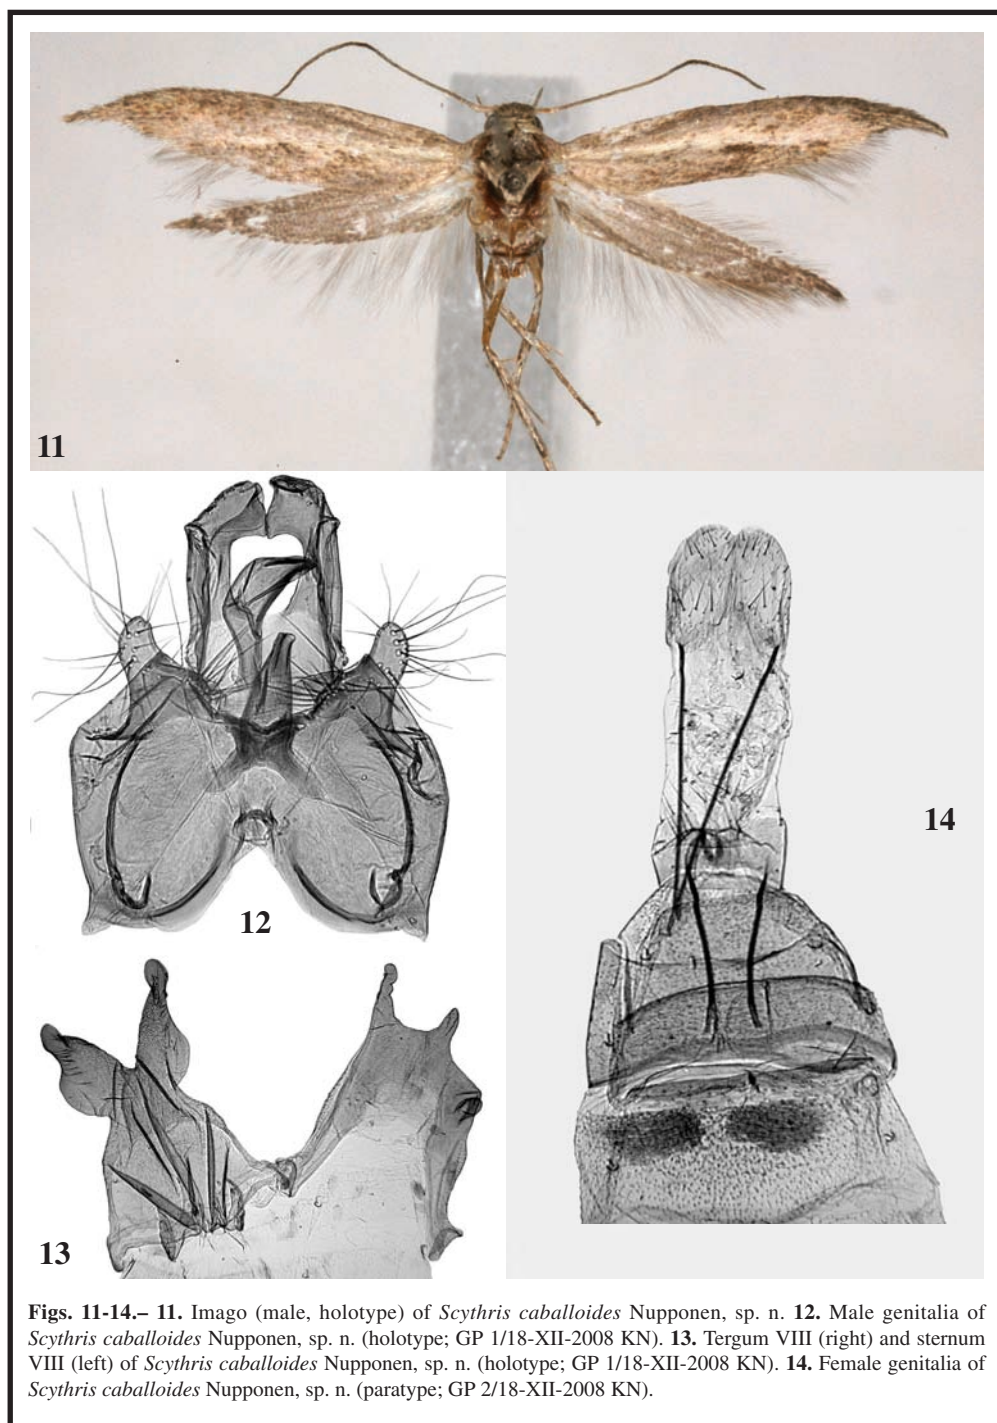 11
12
14
13
Figs. 11-14.– 11. Imago (male, holotype) of Scythris caballoides Nupponen, sp. n. 12. Male genitalia of
Scythris caballoides Nupponen, sp. n. (holotype; GP 1/18-XII-2008 KN). 13. Tergum VIII (right) and sternum
VIII (left) of Scythris caballoides Nupponen, sp. n. (holotype; GP 1/18-XII-2008 KN). 14. Female genitalia of
Scythris caballoides Nupponen, sp. n. (paratype; GP 2/18-XII-2008 KN).